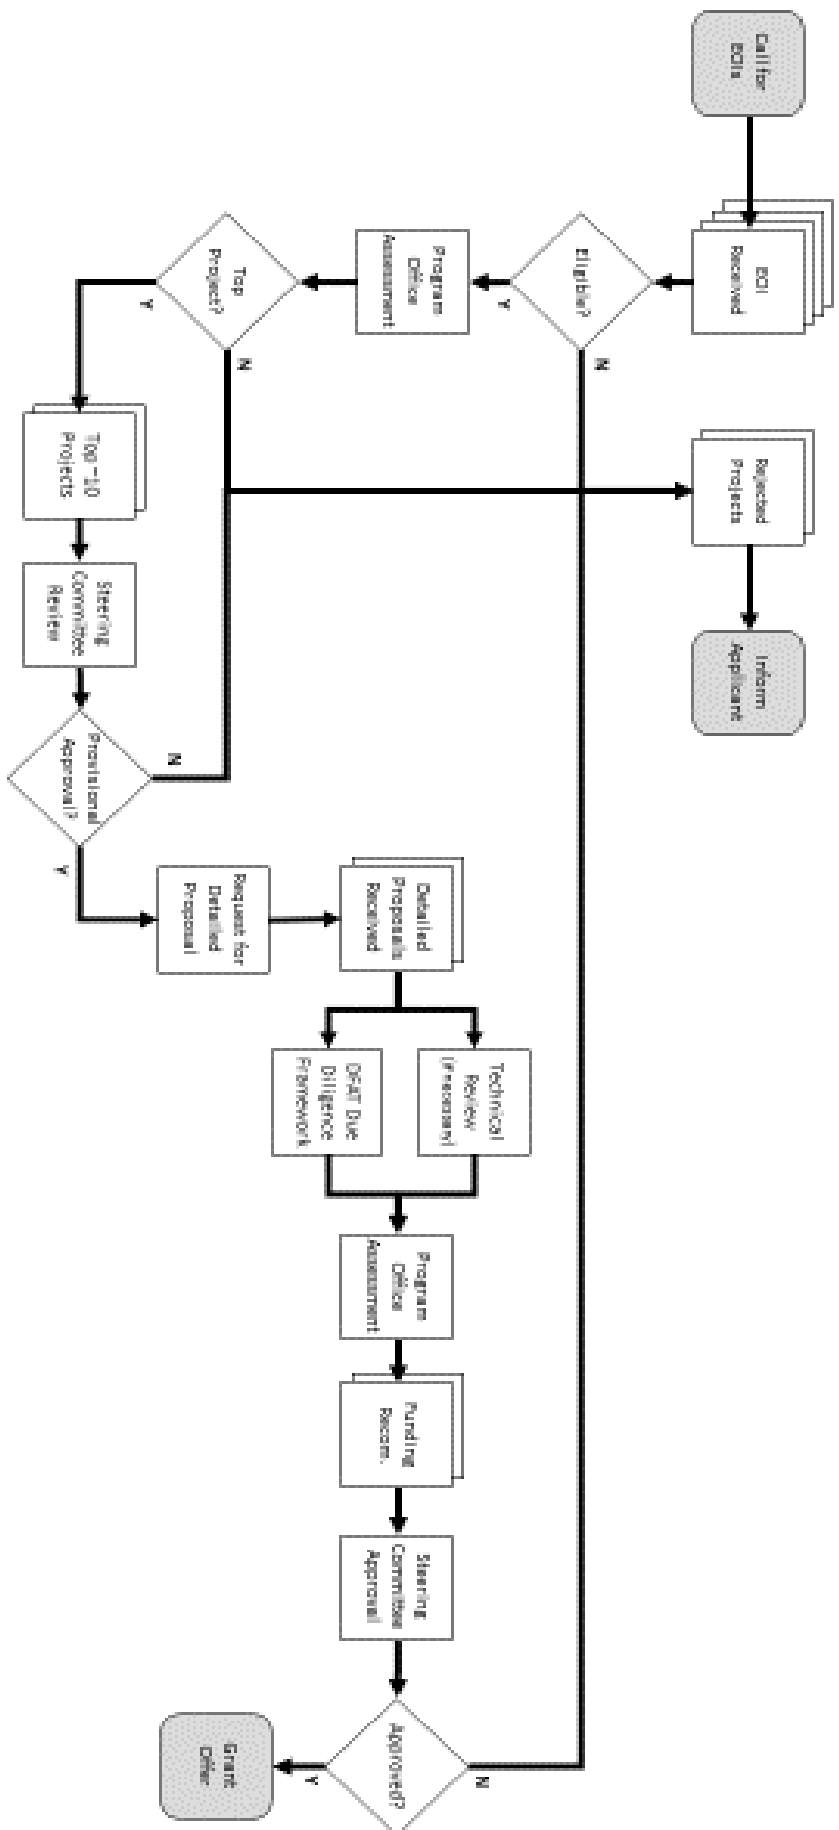 Call for
EOIs
EOI
Received
Eligible?
Y
N
Program
Office
Assessment
Top
Project?
Y
N
Rejected
Projects
Inform
Applicant
Top-10
Projects
Steering
Committee
Review
Provisional
Approval?
N
Y
Request for
Detailed
Proposal
Detailed
Proposals
Received
Technical
Review
(if necessary)
DFAT Due
Diligence
Framework
Program
Office
Assessment
Funding
Recom.
Steering
Committee
Approval
Approved?
N
Y
Grant
Offer